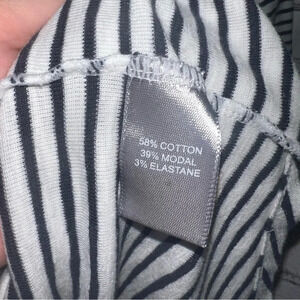 58% COTTON
39% MODAL
3% ELASTANE